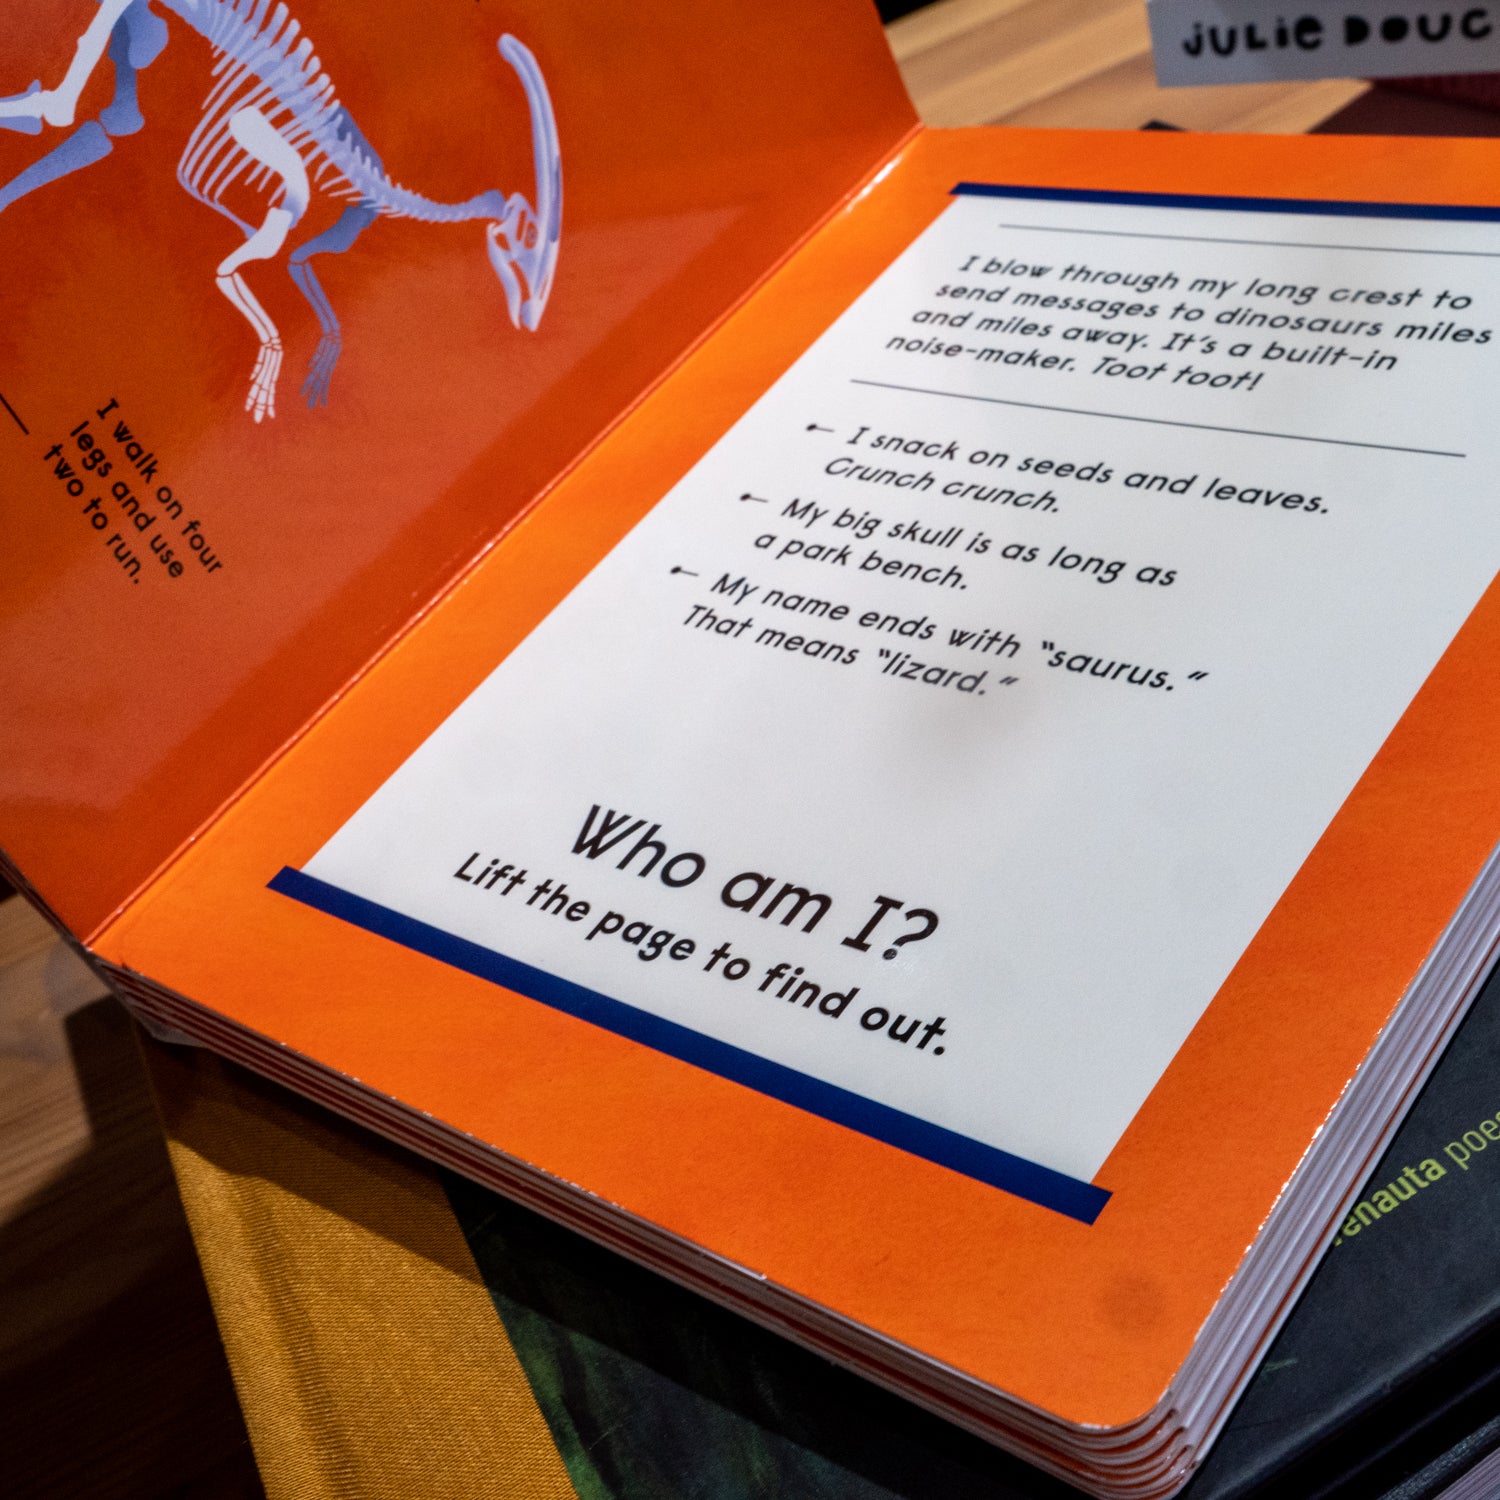 JULIE DOUC
I walk on four
legs and use
two to run.
I blow through my long crest to
send messages to dinosaurs miles
and miles away. It's a built-in
noise-maker. Toot toot!
I snack on seeds and leaves.
Crunch crunch.
My big skull is as long as
a park bench.
My name ends with “saurus.”
That means “lizard.”
Who am I?
Lift the page to find out.
enauta poes